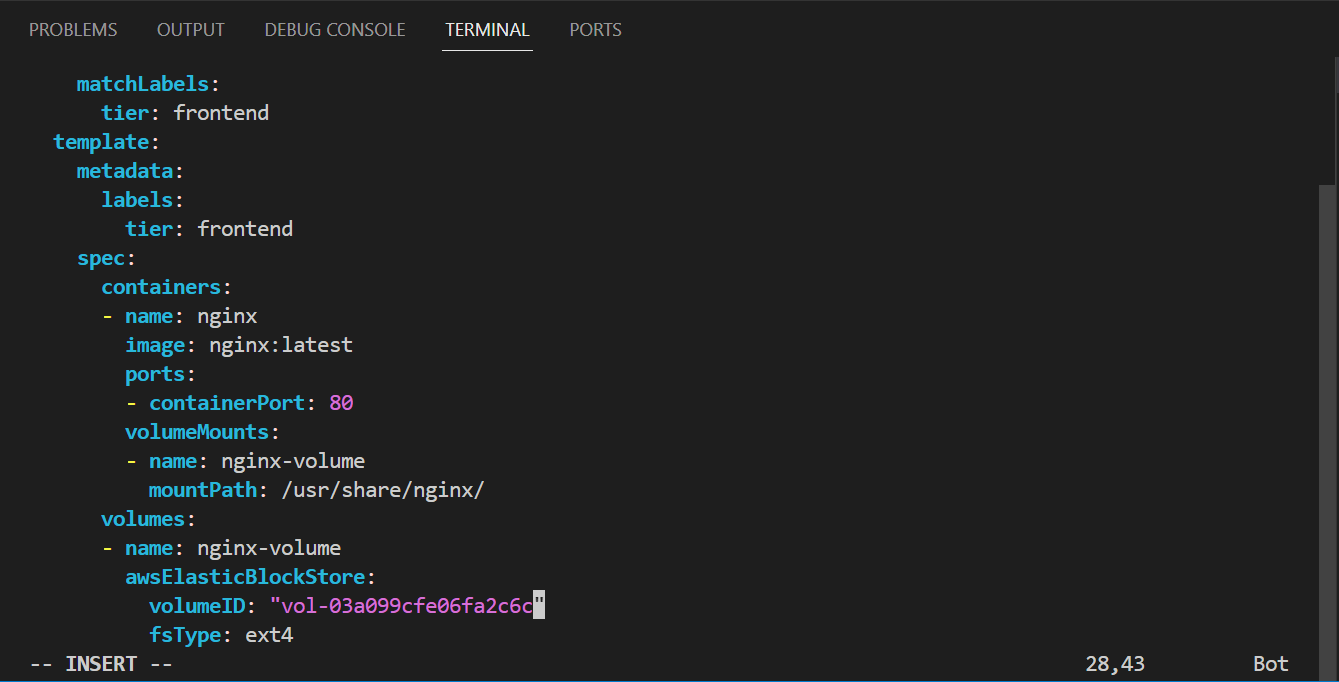 PROBLEMS OUTPUT DEBUG CONSOLE TERMINAL PORTS
    matchLabels:
      tier: frontend
  template:
    metadata:
      labels:
        tier: frontend
    spec:
      containers:
      - name: nginx
        image: nginx:latest
        ports:
        - containerPort: 80
        volumeMounts:
        - name: nginx-volume
          mountPath: /usr/share/nginx/
      volumes:
      - name: nginx-volume
        awsElasticBlockStore:
          volumeID: "vol-03a099cfe06fa2c6c"
          fsType: ext4
-- INSERT -- 28,43 Bot